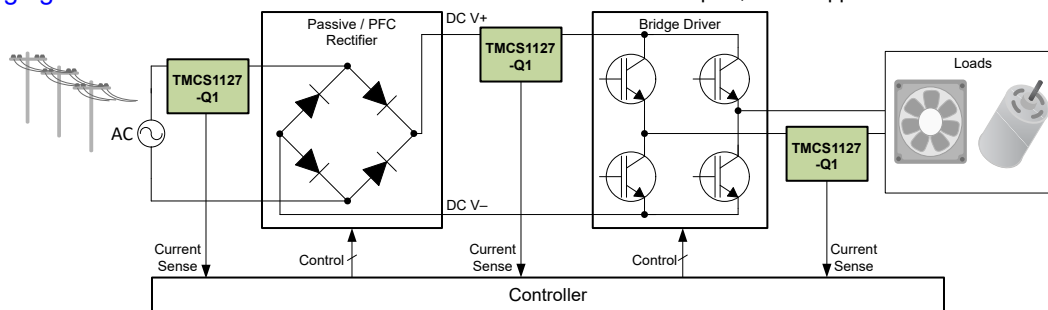 Passive / PFC
Rectifier
DC V+
Bridge Driver
TMCS1127
-Q1
TMCS1127
-Q1
Loads
AC
TMCS1127
-Q1
DC V–
Current
Sense
Control
Current
Sense
Control
Current
Sense
Controller